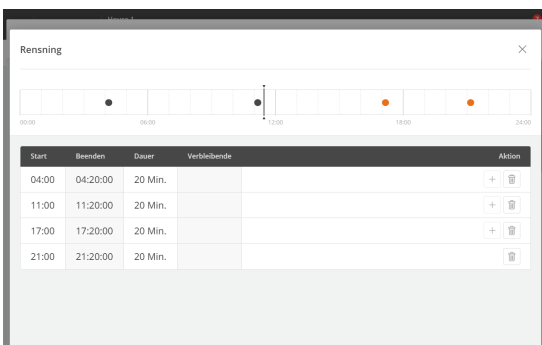 Rensning
00:00 06:00 12:00 18:00 24:00
Start Beenden Dauer Verbleibende Aktion
04:00 04:20:00 20 Min.
11:00 11:20:00 20 Min.
17:00 17:20:00 20 Min.
21:00 21:20:00 20 Min.